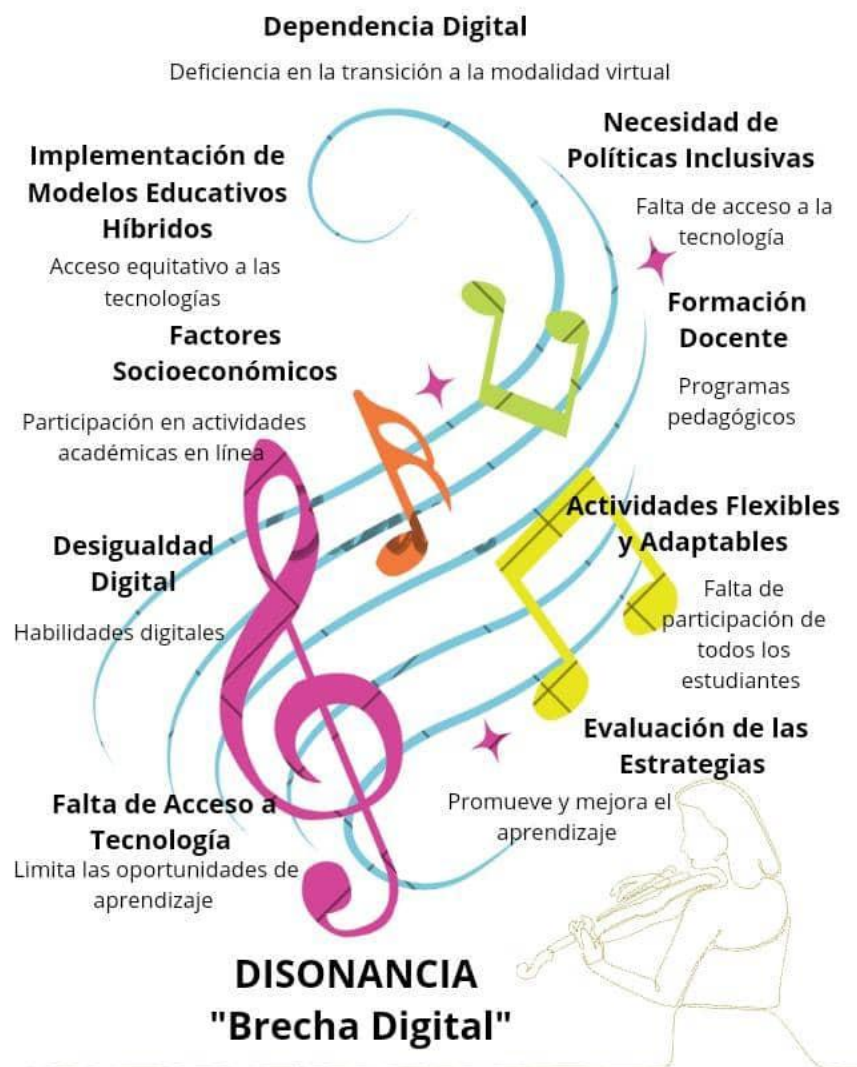 Dependencia Digital
Deficiencia en la transición a la modalidad virtual
Implementación de
Modelos Educativos
Híbridos
Acceso equitativo a las
tecnologías
Factores
Socioeconómicos
Participación en actividades
académicas en línea
Desigualdad
Digital
Habilidades digitales
Falta de Acceso a
Tecnología
Limita las oportunidades de
aprendizaje
Necesidad de
Políticas Inclusivas
Falta de acceso a la
tecnología
Formación
Docente
Programas
pedagógicos
Actividades Flexibles
y Adaptables
Falta de
participación de
todos los
estudiantes
Evaluación de las
Estrategias
Promueve y mejora el
aprendizaje
DISONANCIA
"Brecha Digital"